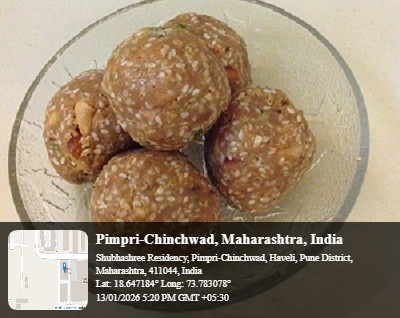 Pimpri-Chinchwad, Maharashtra, India
Shubhashree Residency, Pimpri-Chinchwad, Haveli, Pune District,
Maharashtra, 411044, India
Lat: 18.647184° Long: 73.783078°
13/01/2026 5:20 PM GMT +05:30